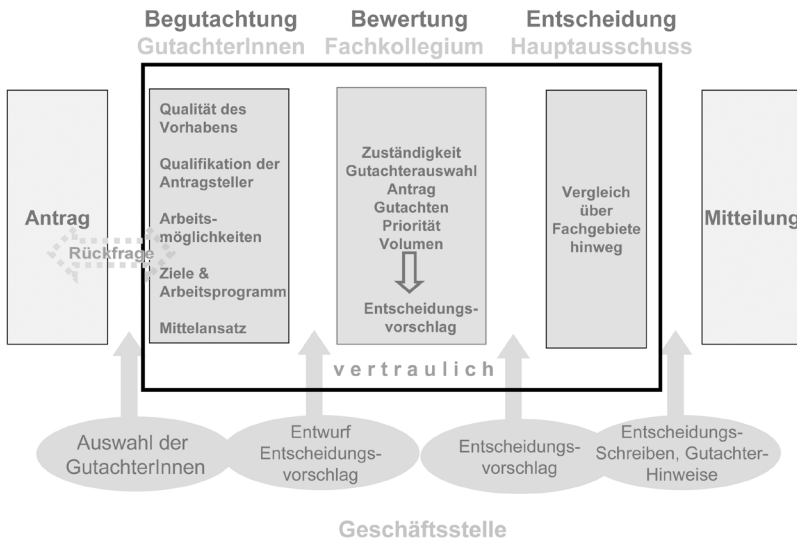 Begutachtung
GutachterInnen
Bewertung
Fachkollegium
Entscheidung
Hauptausschuss
Antrag
Rückfrage
Qualität des
Vorhabens
Qualifikation der
Antragsteller
Arbeits-
möglichkeiten
Ziele &
Arbeitsprogramm
Mittelansatz
Zuständigkeit
Gutachterauswahl
Antrag
Gutachten
Priorität
Volumen
Entscheidungs-
vorschlag
Vergleich
über
Fachgebiete
hinweg
Mitteilung
vertraulich
Auswahl der
GutachterInnen
Entwurf
Entscheidungs-
vorschlag
Entscheidungs-
vorschlag
Entscheidungs-
Schreiben, Gutachter-
Hinweise
Geschäftsstelle